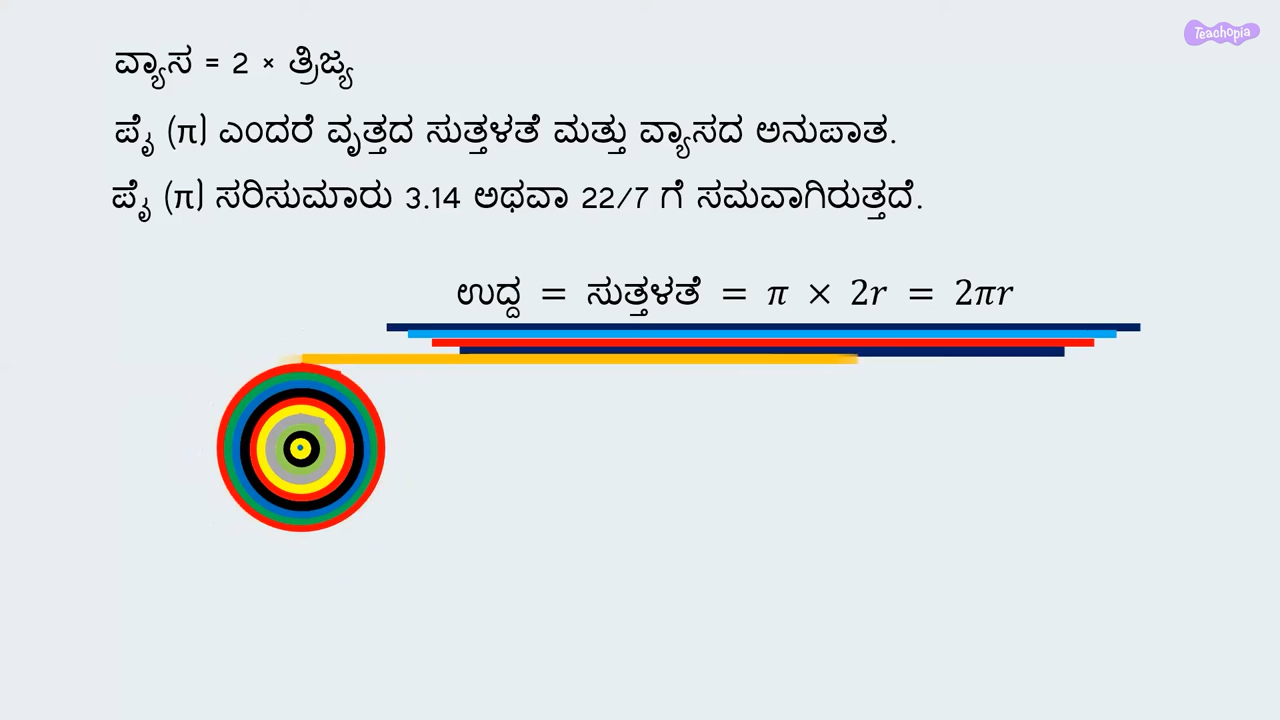 Teachopia
ವ್ಯಾಸ = 2 × ತ್ರಿಜ್ಯ
ಪೈ (π) ಎಂದರೆ ವೃತ್ತದ ಸುತ್ತಳತೆ ಮತ್ತು ವ್ಯಾಸದ ಅನುಪಾತ.
ಪೈ (π) ಸರಿಸುಮಾರು 3.14 ಅಥವಾ 22/7 ಗೆ ಸಮವಾಗಿರುತ್ತದೆ.
ಉದ್ದ = ಸುತ್ತಳತೆ = π × 2r = 2πr